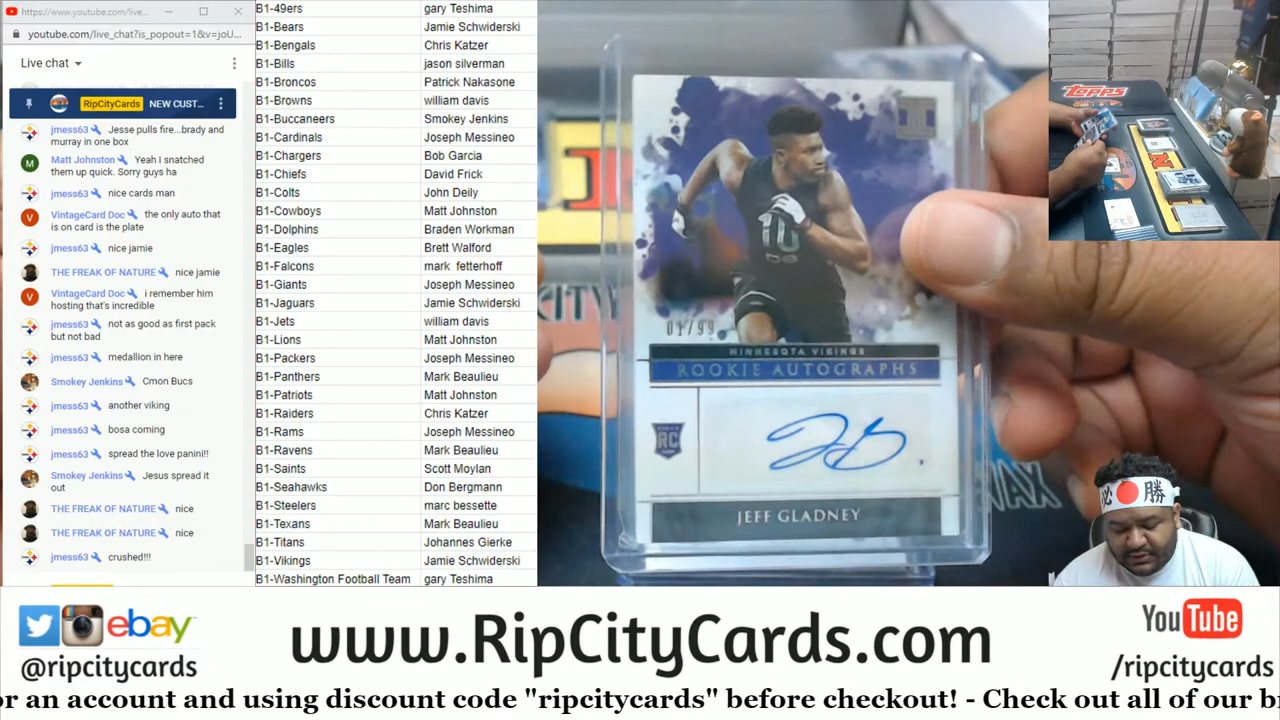 https://www.youtube.com/live...
youtube.com/live_chat?is_popout=1&v=joU...
Live chat
RipCityCards NEW CUST...
jmess63 Jesse pulls fire...brady and
murray in one box
Matt Johnston Yeah I snatched
them up quick. Sorry guys ha
jmess63 nice cards man
VintageCard Doc the only auto that
is on card is the plate
jmess63 nice jamie
THE FREAK OF NATURE nice jamie
VintageCard Doc i remember him
hosting that's incredible
jmess63 not as good as first pack
but not bad
jmess63 medallion in here
Smokey Jenkins Cmon Bucs
jmess63 another viking
jmess63 bosa coming
jmess63 spread the love panini!!
Smokey Jenkins Jesus spread it
out
THE FREAK OF NATURE nice
THE FREAK OF NATURE nice
jmess63 crushed!!!
B1-49ers gary Teshima
B1-Bears Jamie Schwiderski
B1-Bengals Chris Katzer
B1-Bills jason silverman
B1-Broncos Patrick Nakasone
B1-Browns william davis
B1-Buccaneers Smokey Jenkins
B1-Cardinals Joseph Messineo
B1-Chargers Bob Garcia
B1-Chiefs David Frick
B1-Colts John Deily
B1-Cowboys Matt Johnston
B1-Dolphins Braden Workman
B1-Eagles Brett Walford
B1-Falcons mark fetterhoff
B1-Giants Joseph Messineo
B1-Jaguars Jamie Schwiderski
B1-Jets william davis
B1-Lions Matt Johnston
B1-Packers Joseph Messineo
B1-Panthers Mark Beaulieu
B1-Patriots Matt Johnston
B1-Raiders Chris Katzer
B1-Rams Joseph Messineo
B1-Ravens Mark Beaulieu
B1-Saints Scott Moylan
B1-Seahawks Don Bergmann
B1-Steelers marc bessette
B1-Texans Mark Beaulieu
B1-Titans Johannes Gierke
B1-Vikings Jamie Schwiderski
B1-Washington Football Team gary Teshima
10
DB
01/99
MINNESOTA VIKINGS
ROOKIE AUTOGRAPHS
RC
JEFF GLADNEY
Topps
必 勝
ebay
@ripcitycards
www.RipCityCards.com
YouTube
/ripcitycards
or an account and using discount code "ripcitycards" before checkout! - Check out all of our b